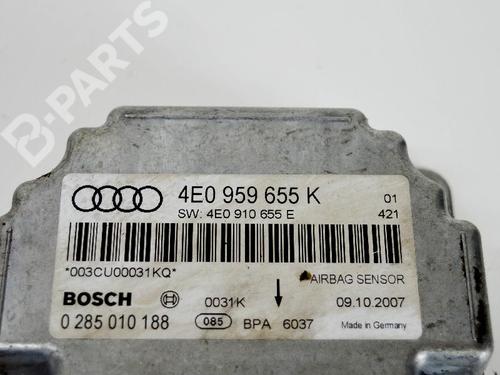 B-PARTS
4E0 959 655 K 01
SW: 4E0 910 655 E 421
*003CU00031KQ*
AIRBAG SENSOR
BOSCH 0031K 09.10.2007
0 285 010 188 085 BPA 6037 Made in Germany